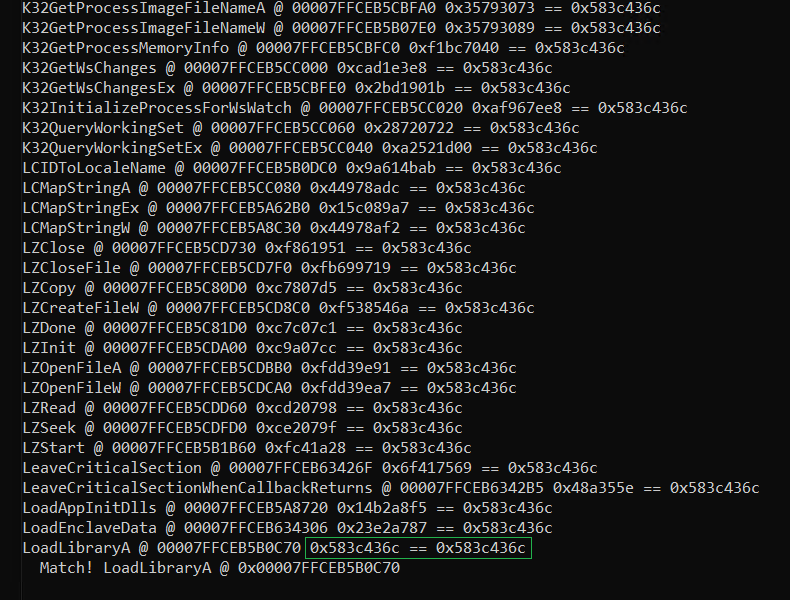 K32GetProcessImageFileNameA @ 00007FFCEB5CBFA0 0x35793073 == 0x583c436c
K32GetProcessImageFileNameW @ 00007FFCEB5B07E0 0x35793089 == 0x583c436c
K32GetProcessMemoryInfo @ 00007FFCEB5CBFC0 0xf1bc7040 == 0x583c436c
K32GetWsChanges @ 00007FFCEB5CC000 0xcad1e3e8 == 0x583c436c
K32GetWsChangesEx @ 00007FFCEB5CBFE0 0x2bd1901b == 0x583c436c
K32InitializeProcessForWsWatch @ 00007FFCEB5CC020 0xaf967ee8 == 0x583c436c
K32QueryWorkingSet @ 00007FFCEB5CC060 0x28720722 == 0x583c436c
K32QueryWorkingSetEx @ 00007FFCEB5CC040 0xa2521d00 == 0x583c436c
LCIDToLocaleName @ 00007FFCEB5B0DC0 0x9a614bab == 0x583c436c
LCMapStringA @ 00007FFCEB5CC080 0x44978adc == 0x583c436c
LCMapStringEx @ 00007FFCEB5A62B0 0x15c089a7 == 0x583c436c
LCMapStringW @ 00007FFCEB5A8C30 0x44978af2 == 0x583c436c
LZClose @ 00007FFCEB5CD730 0xf861951 == 0x583c436c
LZCloseFile @ 00007FFCEB5CD7F0 0xfb699719 == 0x583c436c
LZCopy @ 00007FFCEB5C80D0 0xc7807d5 == 0x583c436c
LZCreateFileW @ 00007FFCEB5CD8C0 0xf538546a == 0x583c436c
LZDone @ 00007FFCEB5C81D0 0xc7c07c1 == 0x583c436c
LZInit @ 00007FFCEB5CDA00 0xc9a07cc == 0x583c436c
LZOpenFileA @ 00007FFCEB5CDBB0 0xfdd39e91 == 0x583c436c
LZOpenFileW @ 00007FFCEB5CDCA0 0xfdd39ea7 == 0x583c436c
LZRead @ 00007FFCEB5CDD60 0xcd20798 == 0x583c436c
LZSeek @ 00007FFCEB5CDFD0 0xce2079f == 0x583c436c
LZStart @ 00007FFCEB5B1B60 0xfc41a28 == 0x583c436c
LeaveCriticalSection @ 00007FFCEB63426F 0x6f417569 == 0x583c436c
LeaveCriticalSectionWhenCallbackReturns @ 00007FFCEB6342B5 0x48a355e == 0x583c436c
LoadAppInitDlls @ 00007FFCEB5A8720 0x14b2a8f5 == 0x583c436c
LoadEnclaveData @ 00007FFCEB634306 0x23e2a787 == 0x583c436c
LoadLibraryA @ 00007FFCEB5B0C70 0x583c436c == 0x583c436c
Match! LoadLibraryA @ 0x00007FFCEB5B0C70